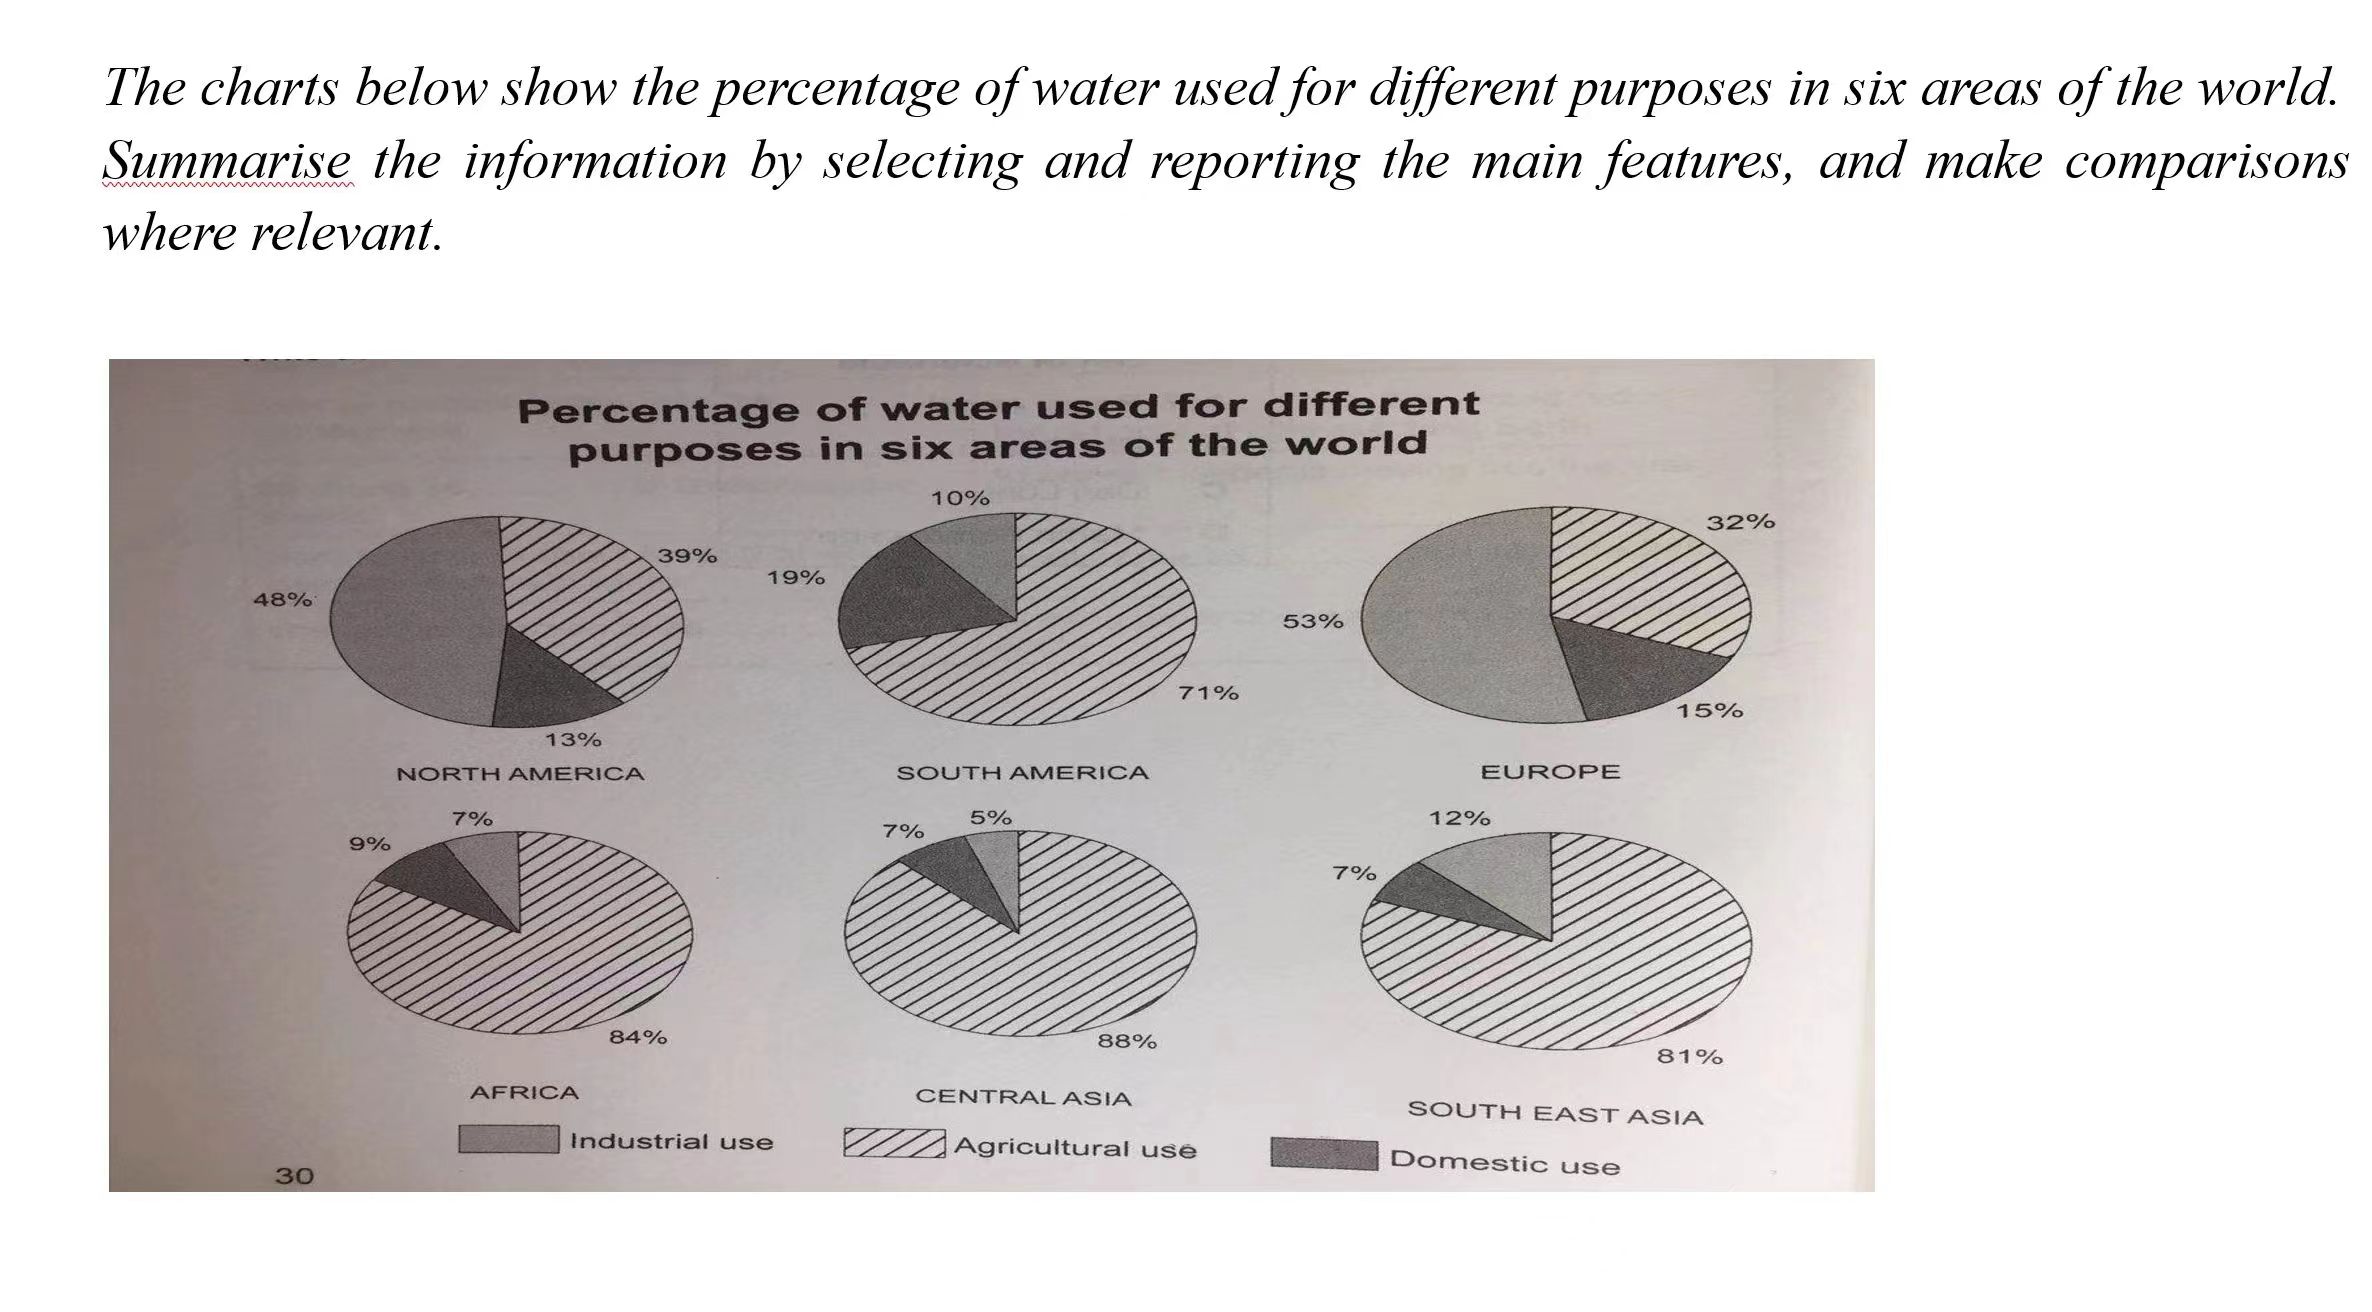 The charts below show the percentage of water used for different purposes in six areas of the world.
Summarise the information by selecting and reporting the main features, and make comparisons
where relevant.
Percentage of water used for different
purposes in six areas of the world
48%
39%
13%
NORTH AMERICA
10%
19%
71%
SOUTH AMERICA
32%
53%
15%
EUROPE
7%
9%
84%
AFRICA
5%
7%
88%
CENTRAL ASIA
12%
7%
81%
SOUTH EAST ASIA
Industrial use
Agricultural use
Domestic use
30